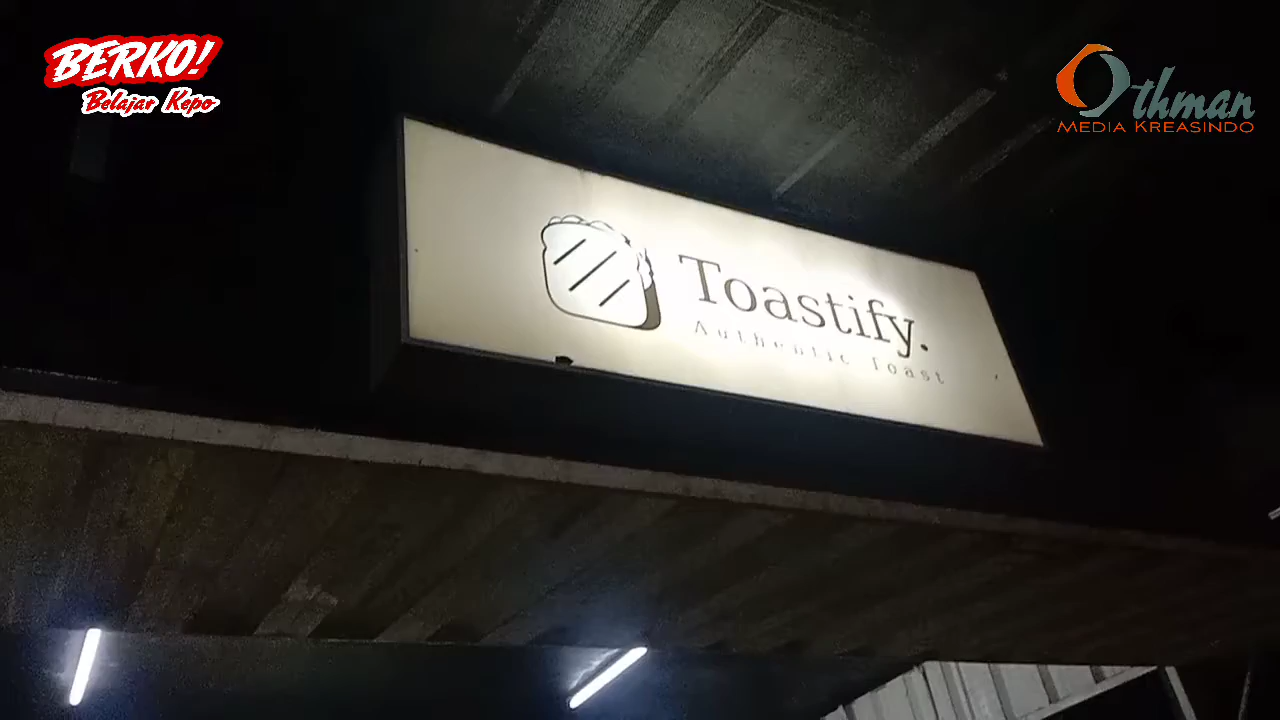 BERKO!
Belajar Kepo
Othman
MEDIA KREASINDO
Toastify.
Authentic Toast